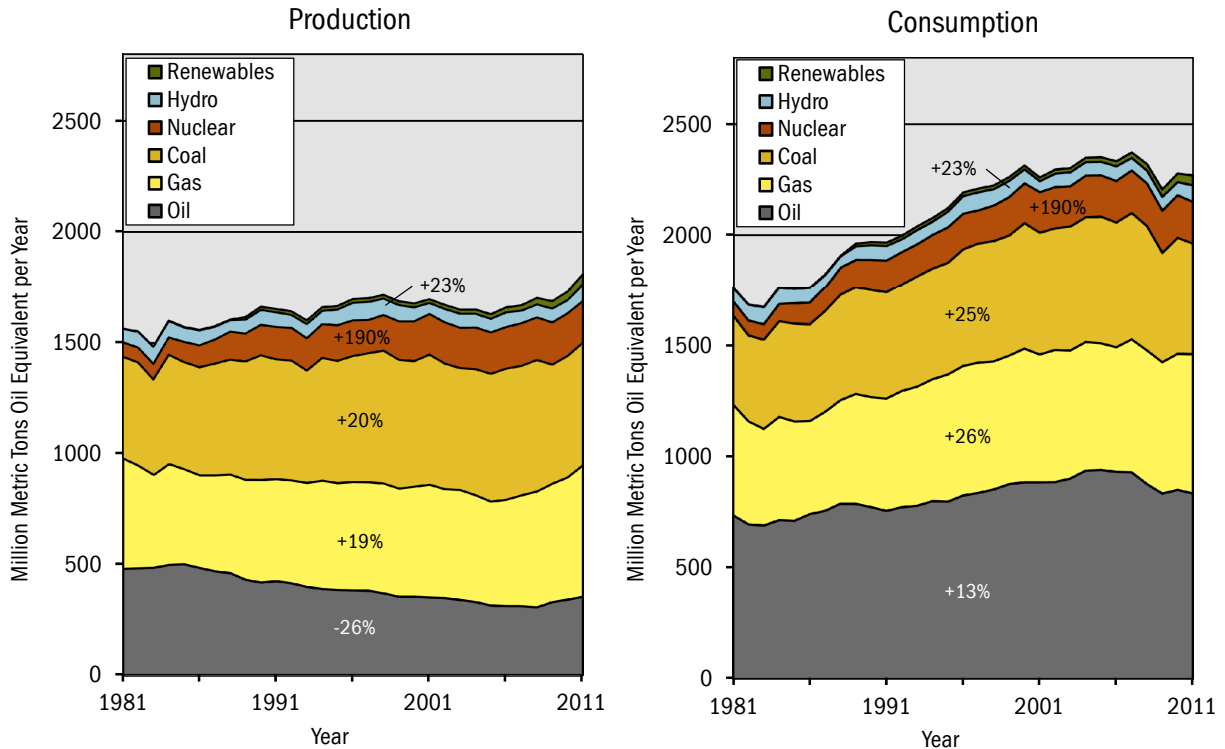 Production
Renewables
Hydro
Nuclear
Coal
Gas
Oil
2500
2000
1500
1000
500
0
+23%
+190%
+20%
+19%
-26%
Million Metric Tons Oil Equivalent per Year
1981
1991
2001
2011
Year
Consumption
Renewables
Hydro
Nuclear
Coal
Gas
Oil
2500
2000
1500
1000
500
0
+23%
+190%
+25%
+26%
+13%
Million Metric Tons Oil Equivalent per Year
1981
1991
2001
2011
Year